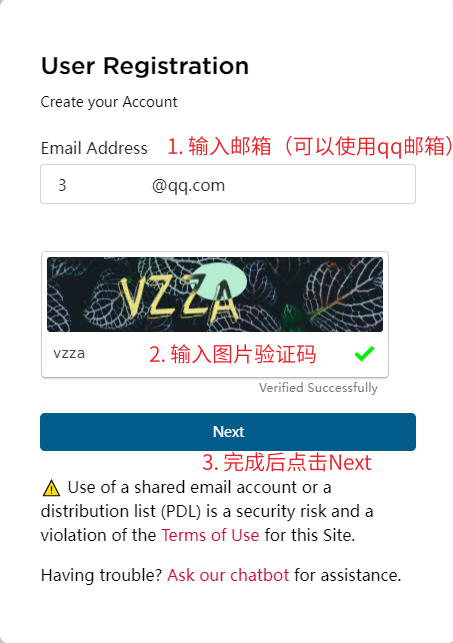 User Registration
Create your Account
Email Address 1. 输入邮箱（可以使用qq邮箱）
3 @qq.com
VZZA
vzza 2. 输入图片验证码
Verified Successfully
Next
3. 完成后点击Next
⚠ Use of a shared email account or a
distribution list (PDL) is a security risk and a
violation of the Terms of Use for this Site.
Having trouble? Ask our chatbot for assistance.